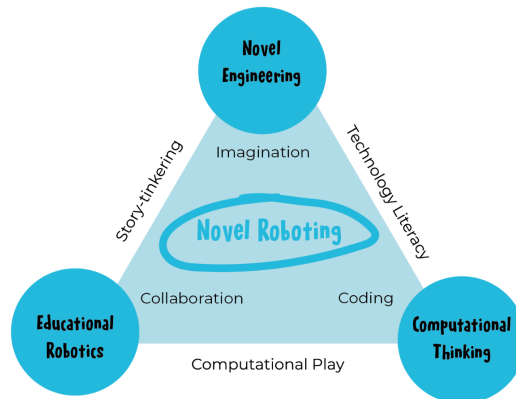 Novel
Engineering
Story-tinkering
Technology Literacy
Imagination
Novel Roboting
Collaboration
Coding
Educational
Robotics
Computational
Thinking
Computational Play